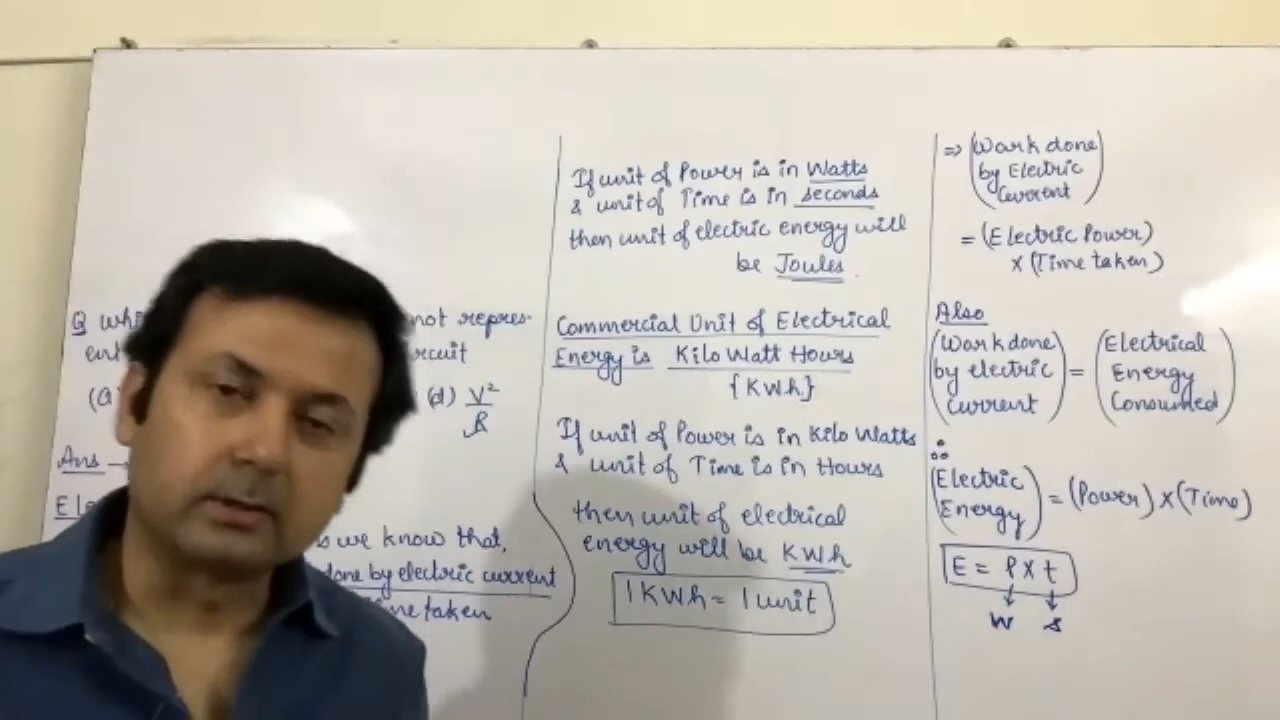 Q whi
not repres-
ent
rcuit
(a
(d) V²/R
Ans →
Ele
s we know that,
done by electric current
me taken
If unit of Power is in Watts
& unit of Time is in seconds
then unit of electric energy will
be Joules
Commercial Unit of Electrical
Energy is Kilo Watt Hours
{KWh}
If unit of Power is in Kilo Watts
& unit of Time is in Hours
then unit of electrical
energy will be KWh
1 KWh = 1 unit
⇒ (Work done
by Electric
Current)
= (Electric Power)
× (Time taken)
Also
(Work done
by electric
current) = (Electrical
Energy
Consumed)
∴
(Electric
Energy) = (Power) × (Time)
E = P × t
↓ ↓
W s